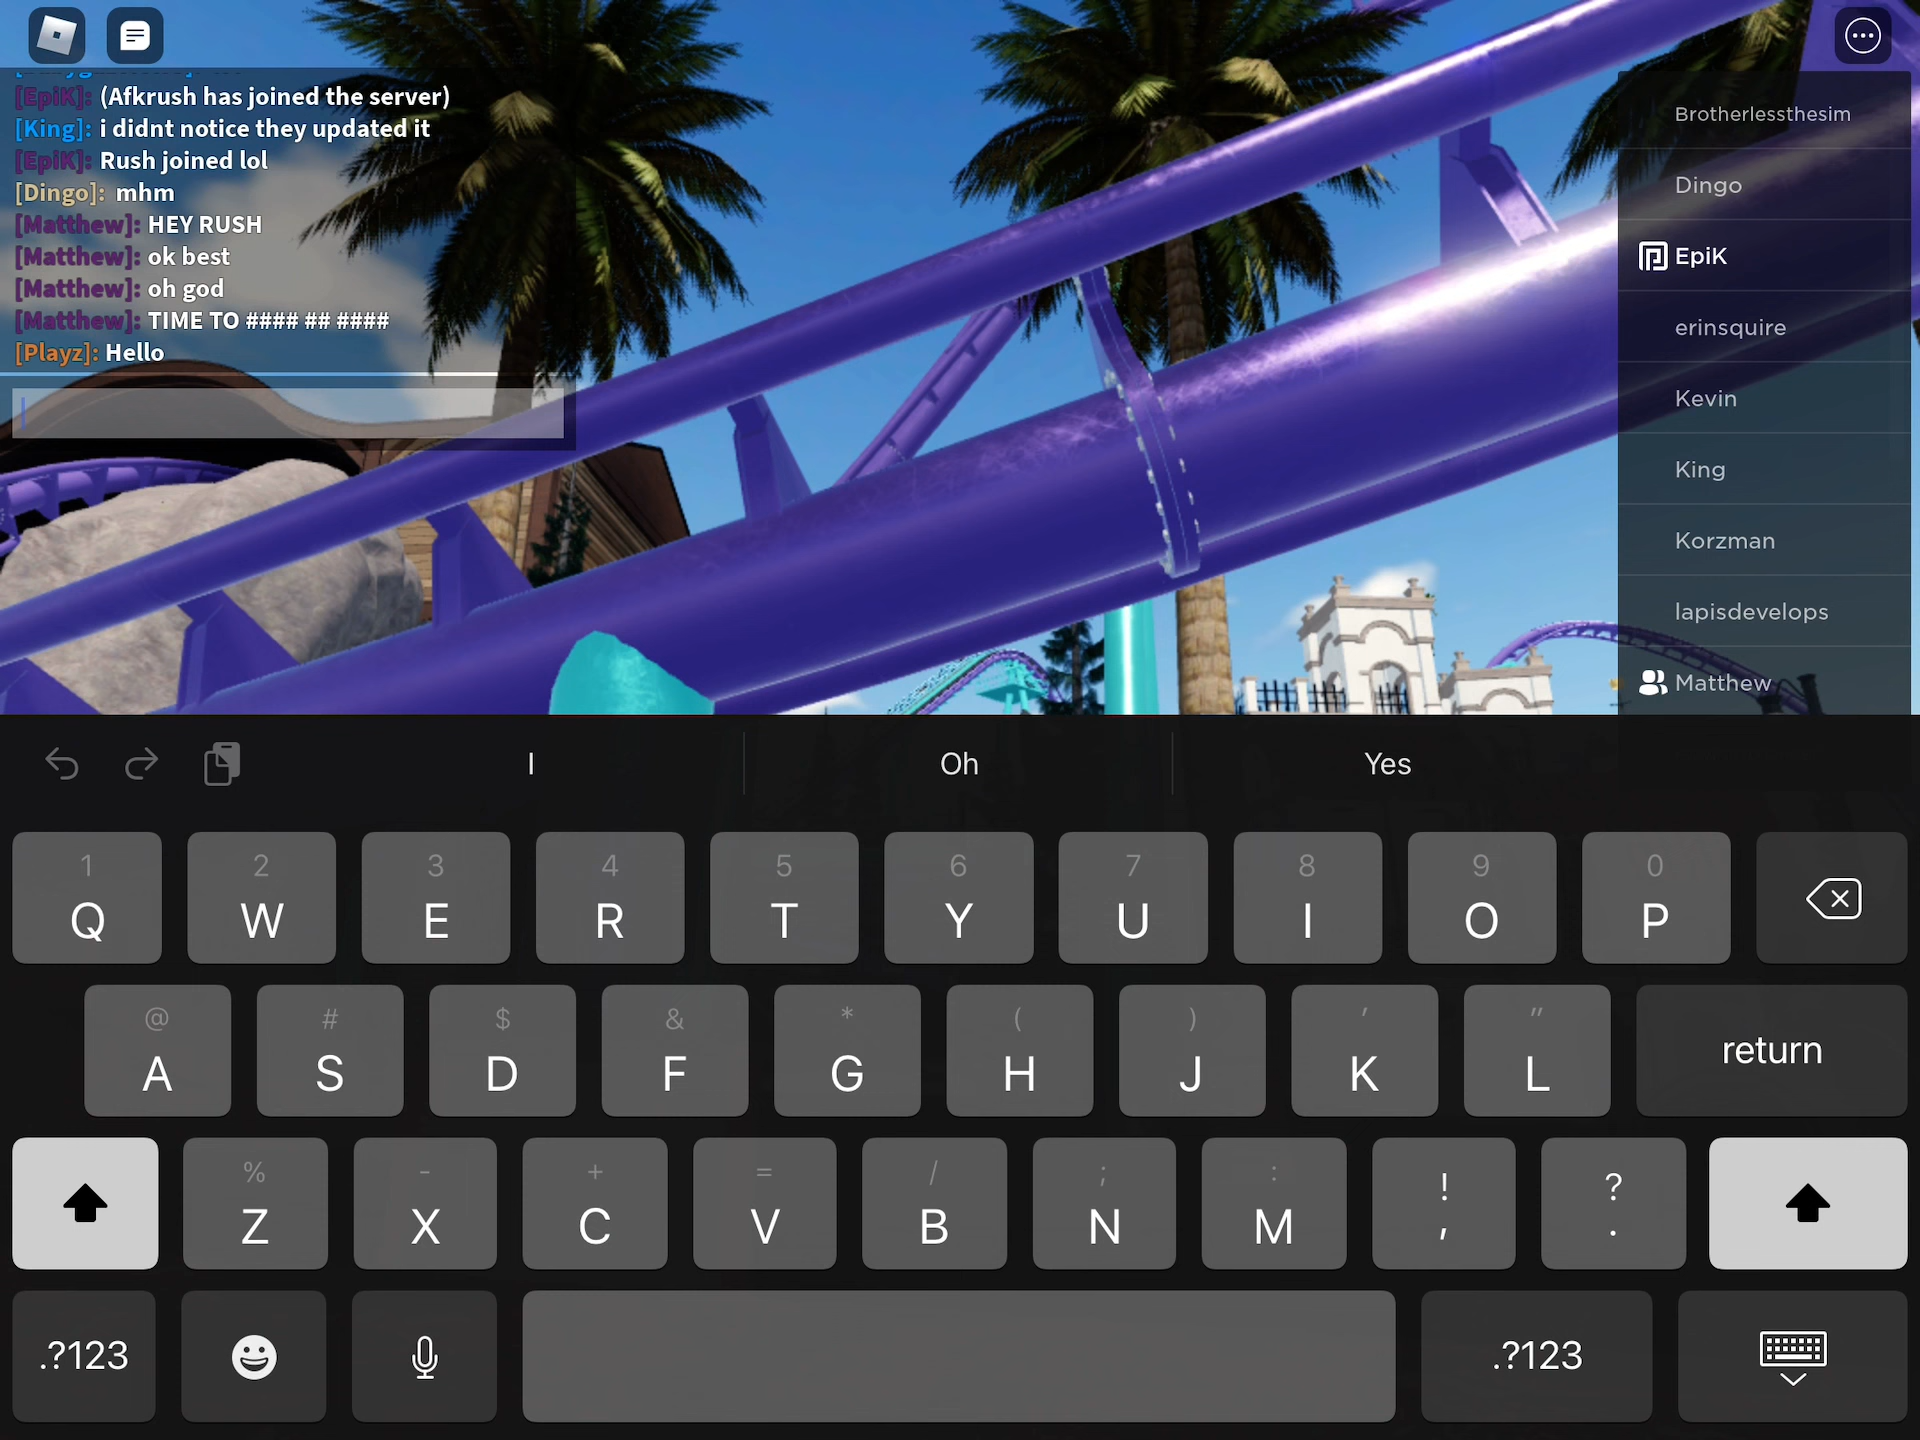 [EpiK]: (Afkrush has joined the server)
[King]: i didnt notice they updated it
[EpiK]: Rush joined lol
[Dingo]: mhm
[Matthew]: HEY RUSH
[Matthew]: ok best
[Matthew]: oh god
[Matthew]: TIME TO #### ## ####
[Playz]: Hello
Brotherlessthesim
Dingo
EpiK
erinsquire
Kevin
King
Korzman
lapisdevelops
Matthew
I Oh Yes
1 2 3 4 5 6 7 8 9 0
Q W E R T Y U I O P
@ # $ & * ( ) ' "
A S D F G H J K L return
% - + = / ; : ! ?
Z X C V B N M , .
.?123 .?123